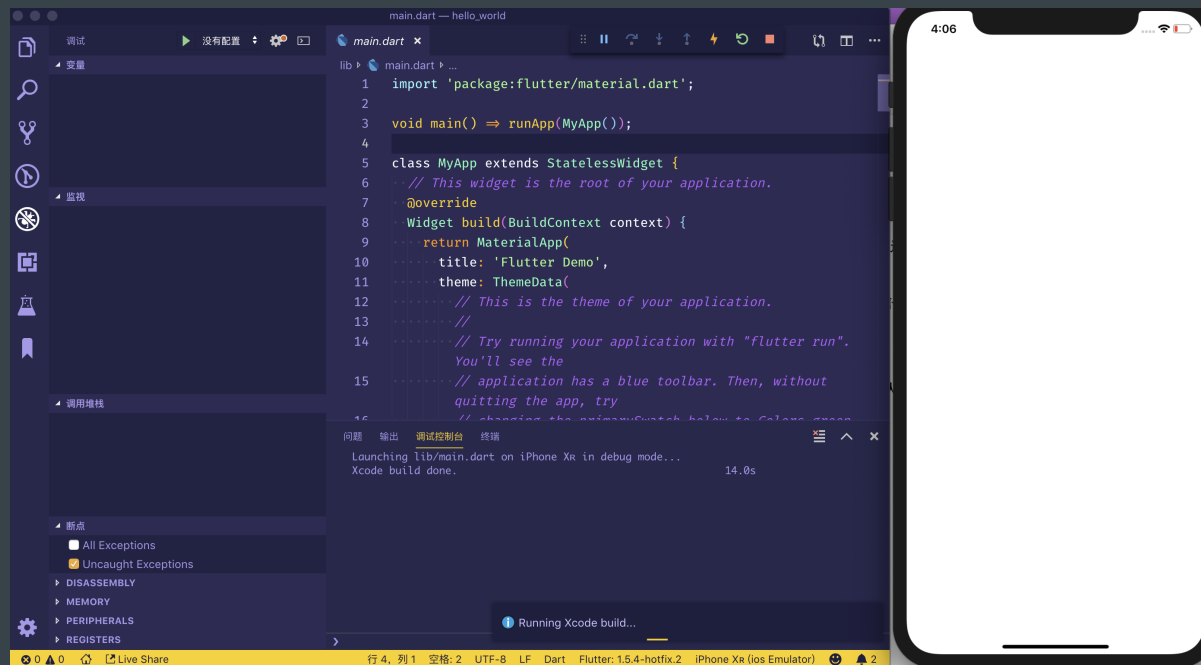 main.dart — hello_world
调试
没有配置
main.dart
lib
main.dart
...
变量
监视
调用堆栈
断点
All Exceptions
Uncaught Exceptions
DISASSEMBLY
MEMORY
PERIPHERALS
REGISTERS
1 import 'package:flutter/material.dart';
2
3 void main() => runApp(MyApp());
4
5 class MyApp extends StatelessWidget {
6 // This widget is the root of your application.
7 @override
8 Widget build(BuildContext context) {
9 return MaterialApp(
10 title: 'Flutter Demo',
11 theme: ThemeData(
12 // This is the theme of your application.
13 //
14 // Try running your application with "flutter run".
You'll see the
15 // application has a blue toolbar. Then, without
quitting the app, try
16 // changing the primarySwatch below to Colors.green
问题 输出 调试控制台 终端
Launching lib/main.dart on iPhone Xʀ in debug mode...
Xcode build done. 14.0s
Running Xcode build...
0 0 Live Share
行 4，列 1 空格: 2 UTF-8 LF Dart Flutter: 1.5.4-hotfix.2 iPhone Xʀ (ios Emulator) 2
4:06